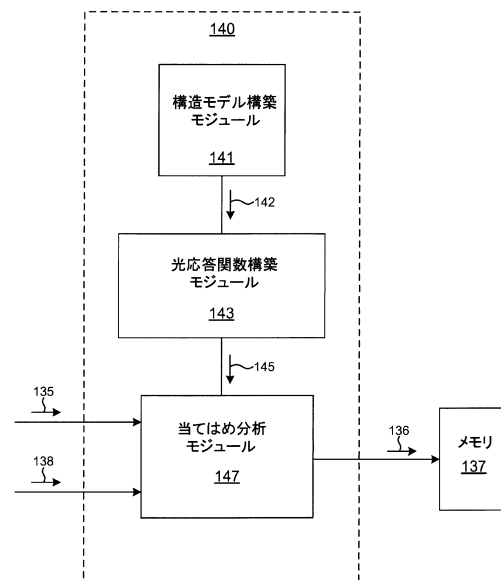 140
構造モデル構築
モジュール
141
142
光応答関数構築
モジュール
143
145
135
当てはめ分析
モジュール
147
138
136
メモリ
137